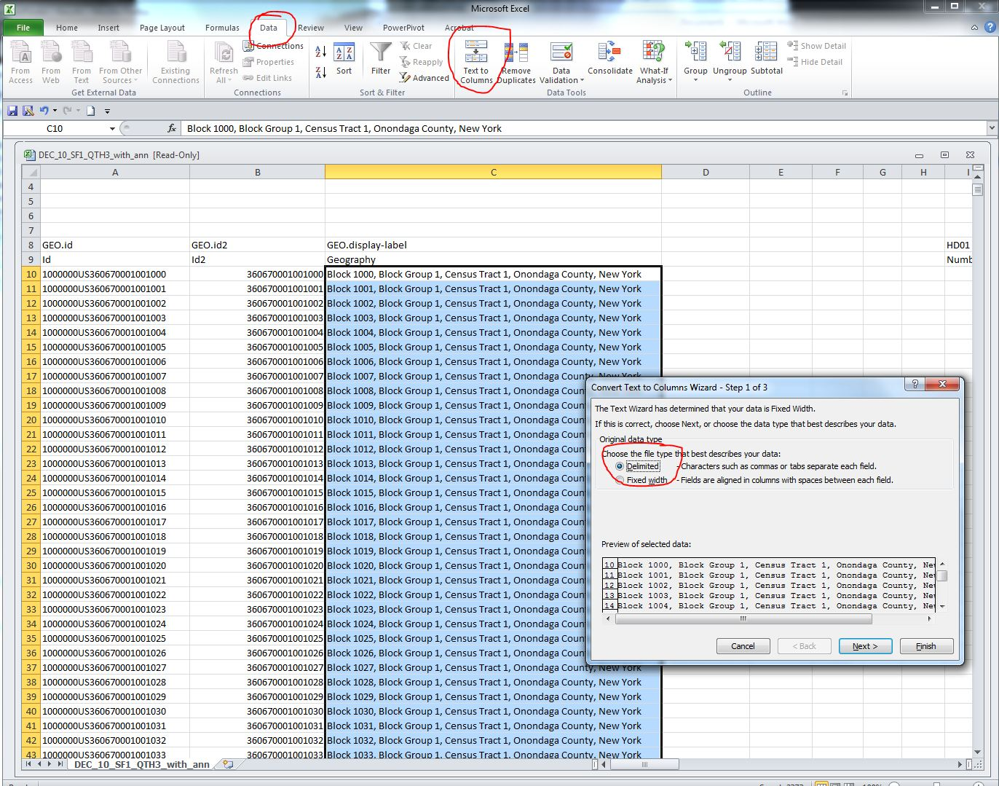 Microsoft Excel
File Home Insert Page Layout Formulas Data Review View PowerPivot Acrobat
From Access
From Web
From Text
From Other Sources
Existing Connections
Get External Data
Refresh All
Connections
Properties
Edit Links
Connections
Sort
Filter
Clear
Reapply
Advanced
Sort & Filter
Text to Columns
Remove Duplicates
Data Validation
Consolidate
What-If Analysis
Data Tools
Group
Ungroup
Subtotal
Show Detail
Hide Detail
Outline
C10 fx Block 1000, Block Group 1, Census Tract 1, Onondaga County, New York
DEC_10_SF1_QTH3_with_ann [Read-Only]
A B C D E F G H I
4
5
6
7
8 GEO.id GEO.id2 GEO.display-label HD01
9 Id Id2 Geography Numb
10 1000000US360670001001000 360670001001000 Block 1000, Block Group 1, Census Tract 1, Onondaga County, New York
11 1000000US360670001001001 360670001001001 Block 1001, Block Group 1, Census Tract 1, Onondaga County, New York
12 1000000US360670001001002 360670001001002 Block 1002, Block Group 1, Census Tract 1, Onondaga County, New York
13 1000000US360670001001003 360670001001003 Block 1003, Block Group 1, Census Tract 1, Onondaga County, New York
14 1000000US360670001001004 360670001001004 Block 1004, Block Group 1, Census Tract 1, Onondaga County, New York
15 1000000US360670001001005 360670001001005 Block 1005, Block Group 1, Census Tract 1, Onondaga County, New York
16 1000000US360670001001006 360670001001006 Block 1006, Block Group 1, Census Tract 1, Onondaga County, New York
17 1000000US360670001001007 360670001001007 Block 1007, Block Group 1, Census Tract 1, Onondaga County, New York
18 1000000US360670001001008 360670001001008 Block 1008, Block Group 1, Census Tract 1, Onondaga Coun
19 1000000US360670001001009 360670001001009 Block 1009, Block Group 1, Census Tract 1, Onondaga Coun
20 1000000US360670001001010 360670001001010 Block 1010, Block Group 1, Census Tract 1, Onondaga Coun
21 1000000US360670001001011 360670001001011 Block 1011, Block Group 1, Census Tract 1, Onondaga Coun
22 1000000US360670001001012 360670001001012 Block 1012, Block Group 1, Census Tract 1, Onondaga Coun
23 1000000US360670001001013 360670001001013 Block 1013, Block Group 1, Census Tract 1, Onondaga Coun
24 1000000US360670001001014 360670001001014 Block 1014, Block Group 1, Census Tract 1, Onondaga Coun
25 1000000US360670001001015 360670001001015 Block 1015, Block Group 1, Census Tract 1, Onondaga Coun
26 1000000US360670001001016 360670001001016 Block 1016, Block Group 1, Census Tract 1, Onondaga Coun
27 1000000US360670001001017 360670001001017 Block 1017, Block Group 1, Census Tract 1, Onondaga Coun
28 1000000US360670001001018 360670001001018 Block 1018, Block Group 1, Census Tract 1, Onondaga Coun
29 1000000US360670001001019 360670001001019 Block 1019, Block Group 1, Census Tract 1, Onondaga Coun
30 1000000US360670001001020 360670001001020 Block 1020, Block Group 1, Census Tract 1, Onondaga Coun
31 1000000US360670001001021 360670001001021 Block 1021, Block Group 1, Census Tract 1, Onondaga Coun
32 1000000US360670001001022 360670001001022 Block 1022, Block Group 1, Census Tract 1, Onondaga Coun
33 1000000US360670001001023 360670001001023 Block 1023, Block Group 1, Census Tract 1, Onondaga Coun
34 1000000US360670001001024 360670001001024 Block 1024, Block Group 1, Census Tract 1, Onondaga Coun
35 1000000US360670001001025 360670001001025 Block 1025, Block Group 1, Census Tract 1, Onondaga Coun
36 1000000US360670001001026 360670001001026 Block 1026, Block Group 1, Census Tract 1, Onondaga Coun
37 1000000US360670001001027 360670001001027 Block 1027, Block Group 1, Census Tract 1, Onondaga County, New York
38 1000000US360670001001028 360670001001028 Block 1028, Block Group 1, Census Tract 1, Onondaga County, New York
39 1000000US360670001001029 360670001001029 Block 1029, Block Group 1, Census Tract 1, Onondaga County, New York
40 1000000US360670001001030 360670001001030 Block 1030, Block Group 1, Census Tract 1, Onondaga County, New York
41 1000000US360670001001031 360670001001031 Block 1031, Block Group 1, Census Tract 1, Onondaga County, New York
42 1000000US360670001001032 360670001001032 Block 1032, Block Group 1, Census Tract 1, Onondaga County, New York
43 1000000US360670001001033 360670001001033 Block 1033, Block Group 1, Census Tract 1, Onondaga County, New York
DEC_10_SF1_QTH3_with_ann
Convert Text to Columns Wizard - Step 1 of 3
The Text Wizard has determined that your data is Fixed Width.
If this is correct, choose Next, or choose the data type that best describes your data.
Original data type
Choose the file type that best describes your data:
Delimited - Characters such as commas or tabs separate each field.
Fixed width - Fields are aligned in columns with spaces between each field.
Preview of selected data:
10 Block 1000, Block Group 1, Census Tract 1, Onondaga County, Ne
11 Block 1001, Block Group 1, Census Tract 1, Onondaga County, Ne
12 Block 1002, Block Group 1, Census Tract 1, Onondaga County, Ne
13 Block 1003, Block Group 1, Census Tract 1, Onondaga County, Ne
14 Block 1004, Block Group 1, Census Tract 1, Onondaga County, Ne
Cancel < Back Next > Finish